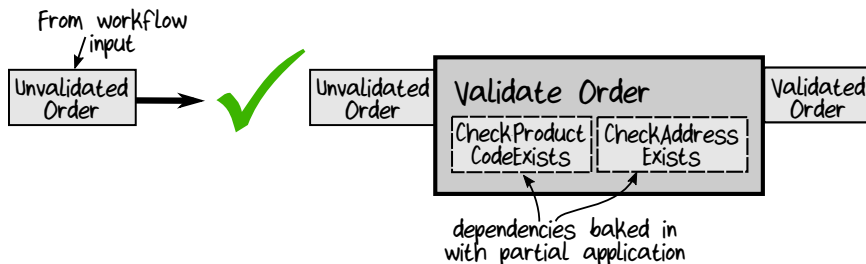 From workflow
input
Unvalidated
Order
Unvalidated
Order
Validate Order
CheckProduct
CodeExists
CheckAddress
Exists
Validated
Order
dependencies baked in
with partial application